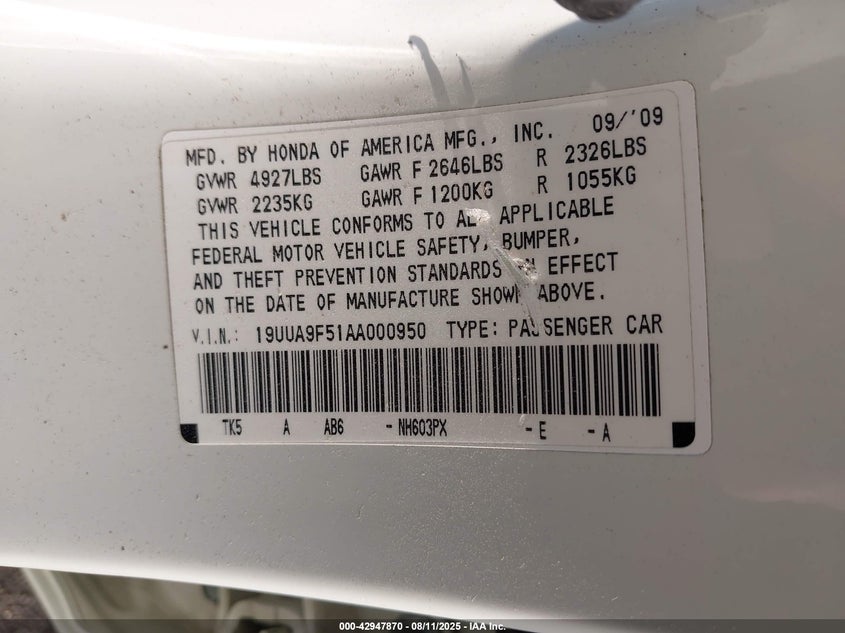 MFD. BY HONDA OF AMERICA MFG., INC. 09/'09
GVWR 4927LBS GAWR F 2646LBS R 2326LBS
GVWR 2235KG GAWR F 1200KG R 1055KG
THIS VEHICLE CONFORMS TO ALL APPLICABLE
FEDERAL MOTOR VEHICLE SAFETY, BUMPER,
AND THEFT PREVENTION STANDARDS IN EFFECT
ON THE DATE OF MANUFACTURE SHOWN ABOVE.
V.I.N.: 19UUA9F51AA000950 TYPE: PASSENGER CAR
TK5 A AB6 -NH603PX -E -A
000-42947870 - 08/11/2025 - IAA Inc.